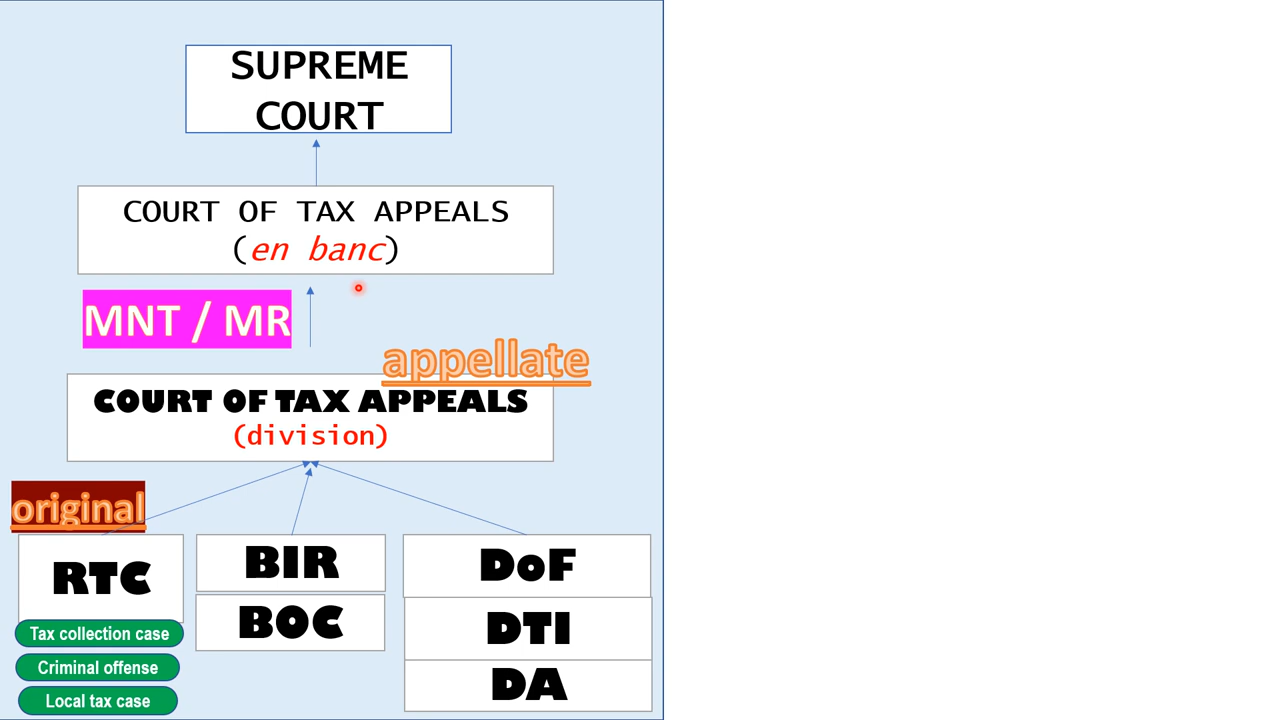 SUPREME
COURT
COURT OF TAX APPEALS
(en banc)
MNT / MR
appellate
COURT OF TAX APPEALS
(division)
original
RTC
BIR
DoF
BOC
DTI
Tax collection case
Criminal offense
DA
Local tax case